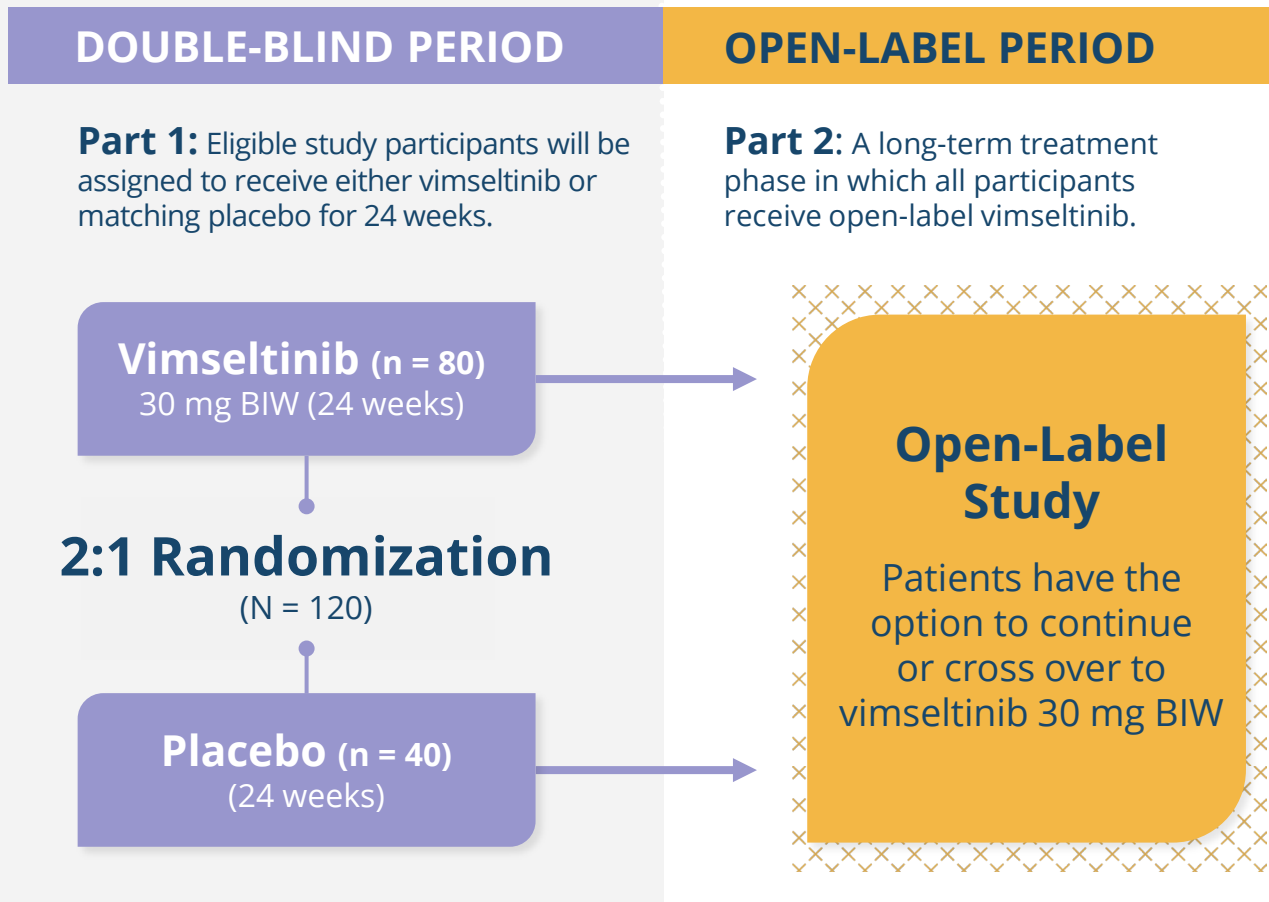 DOUBLE-BLIND PERIOD
Part 1: Eligible study participants will be
assigned to receive either vimseltinib or
matching placebo for 24 weeks.
Vimseltinib (n = 80)
30 mg BIW (24 weeks)
2:1 Randomization
(N = 120)
Placebo (n = 40)
(24 weeks)
OPEN-LABEL PERIOD
Part 2: A long-term treatment
phase in which all participants
receive open-label vimseltinib.
Open-Label
Study
Patients have the
option to continue
or cross over to
vimseltinib 30 mg BIW